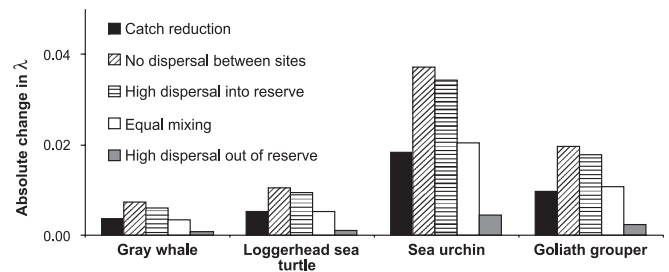 Absolute change in λ
0.04
0.02
0.00
Catch reduction
No dispersal between sites
High dispersal into reserve
Equal mixing
High dispersal out of reserve
Gray whale
Loggerhead sea
turtle
Sea urchin
Goliath grouper